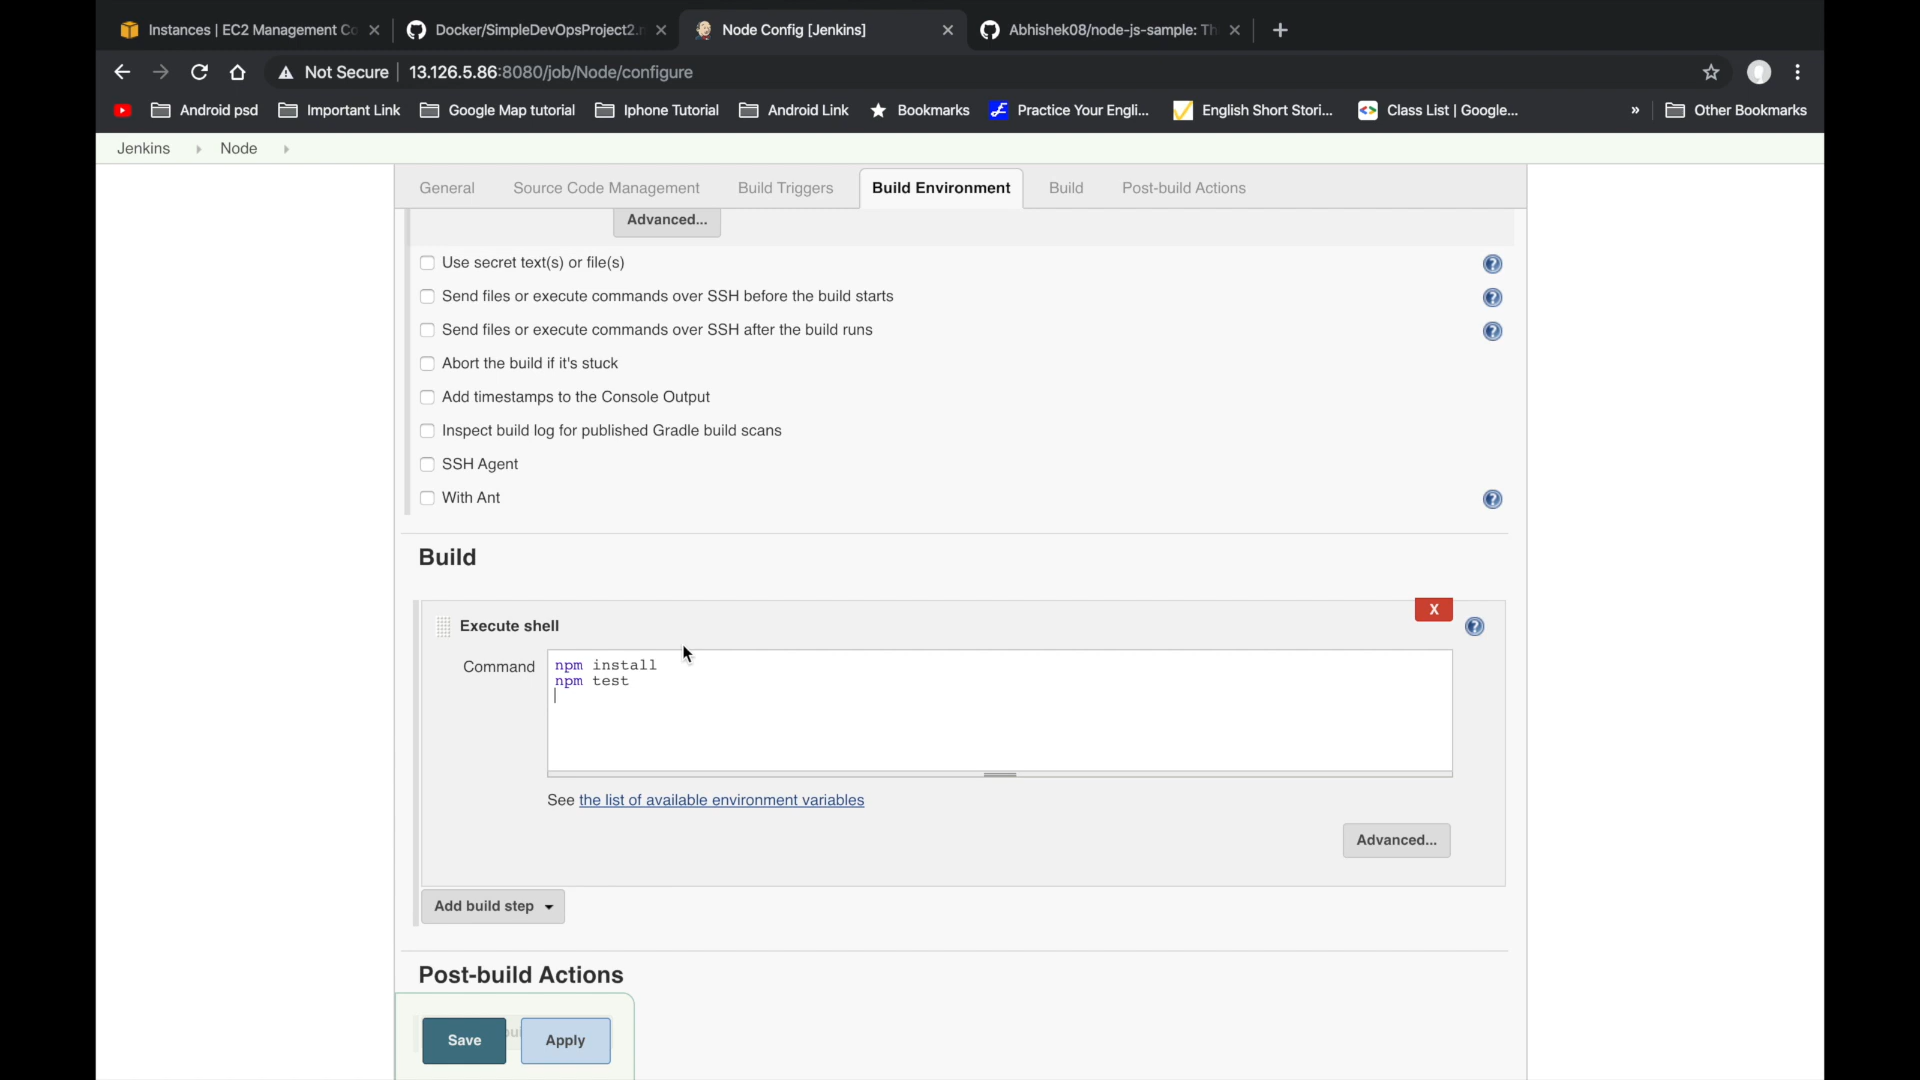 Instances | EC2 Management Co
Docker/SimpleDevOpsProject2.m
Node Config [Jenkins]
Abhishek08/node-js-sample: Th
Not Secure
13.126.5.86:8080/job/Node/configure
Android psd
Important Link
Google Map tutorial
Iphone Tutorial
Android Link
Bookmarks
Practice Your Engli...
English Short Stori...
Class List | Google...
»
Other Bookmarks
Jenkins
Node
General
Source Code Management
Build Triggers
Build Environment
Build
Post-build Actions
Advanced...
Use secret text(s) or file(s)
Send files or execute commands over SSH before the build starts
Send files or execute commands over SSH after the build runs
Abort the build if it's stuck
Add timestamps to the Console Output
Inspect build log for published Gradle build scans
SSH Agent
With Ant
Build
X
Execute shell
Command
npm install
npm test
See the list of available environment variables
Advanced...
Add build step
Post-build Actions
Save
Apply